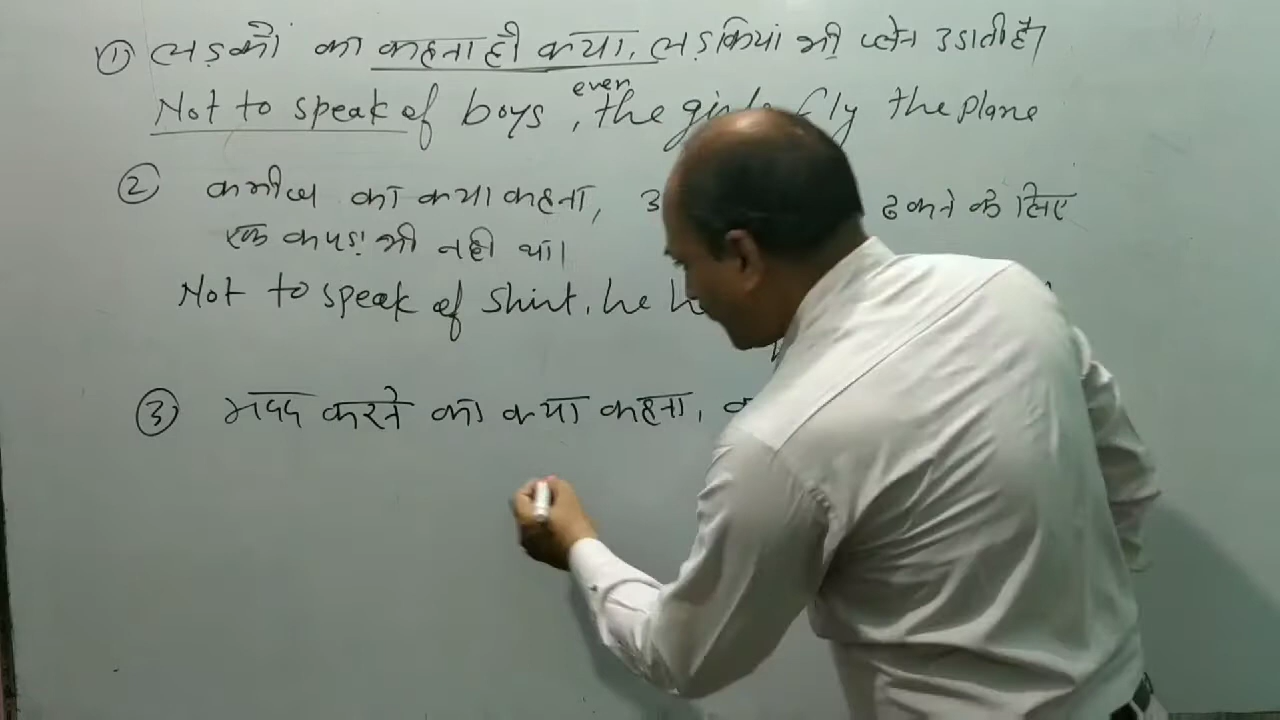 ① लड़कों का कहना ही क्या, लड़कियां भी प्लेन उडाती है।
Not to speak of boys, even the girls fly the plane
② कमीज का क्या कहना, ढकने के लिए
एक कपड़ा भी नही था।
Not to speak of shirt, he
③ मदद करने का क्या कहना,